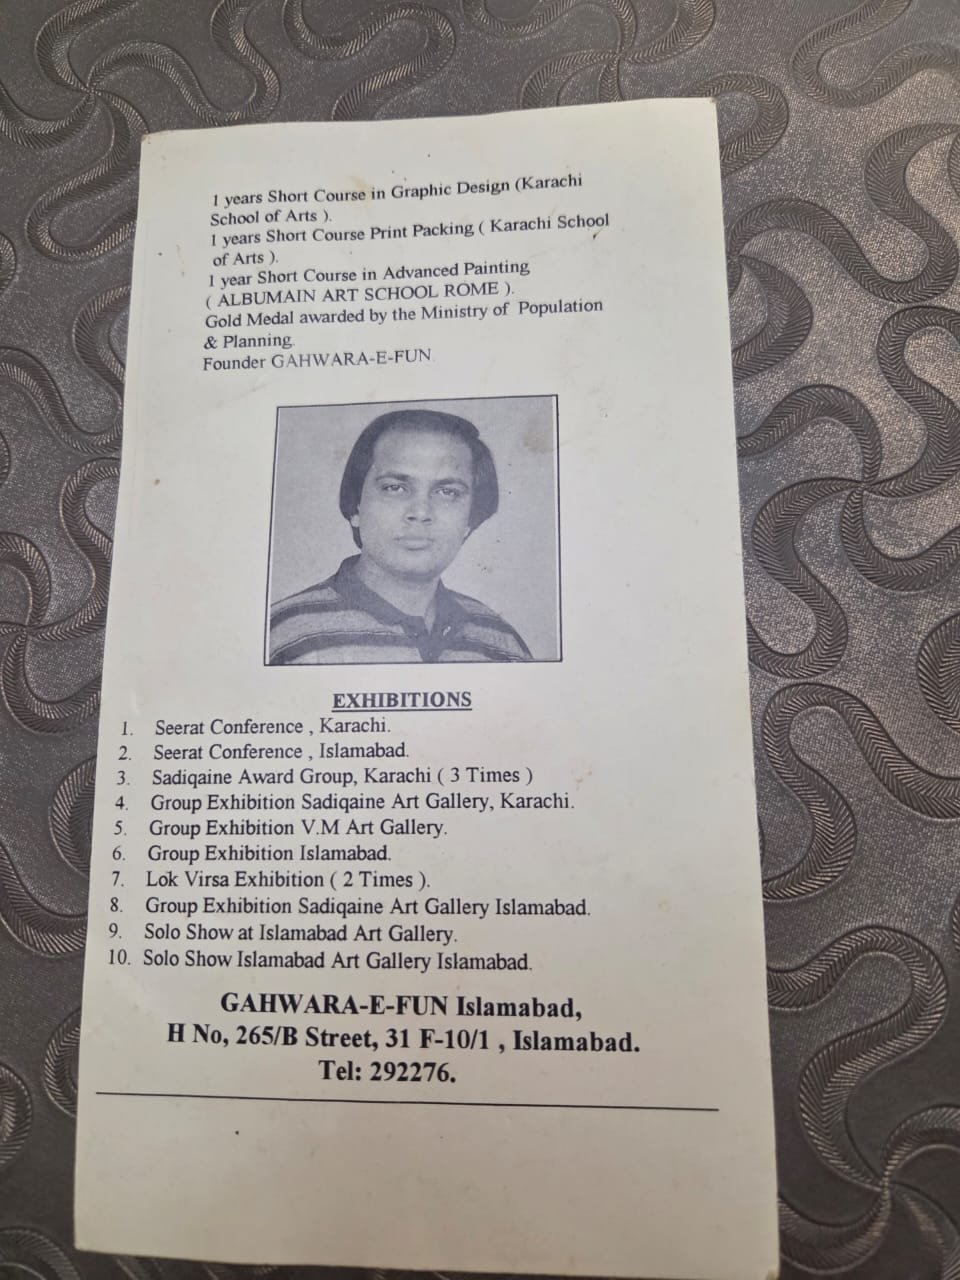 1 years Short Course in Graphic Design (Karachi
School of Arts ).
1 years Short Course Print Packing ( Karachi School
of Arts ).
1 year Short Course in Advanced Painting
( ALBUMAIN ART SCHOOL ROME ).
Gold Medal awarded by the Ministry of Population
& Planning.
Founder GAHWARA-E-FUN.
EXHIBITIONS
1. Seerat Conference , Karachi.
2. Seerat Conference , Islamabad.
3. Sadiqaine Award Group, Karachi ( 3 Times )
4. Group Exhibition Sadiqaine Art Gallery, Karachi.
5. Group Exhibition V.M Art Gallery.
6. Group Exhibition Islamabad.
7. Lok Virsa Exhibition ( 2 Times ).
8. Group Exhibition Sadiqaine Art Gallery Islamabad.
9. Solo Show at Islamabad Art Gallery.
10. Solo Show Islamabad Art Gallery Islamabad.
GAHWARA-E-FUN Islamabad,
H No, 265/B Street, 31 F-10/1 , Islamabad.
Tel: 292276.